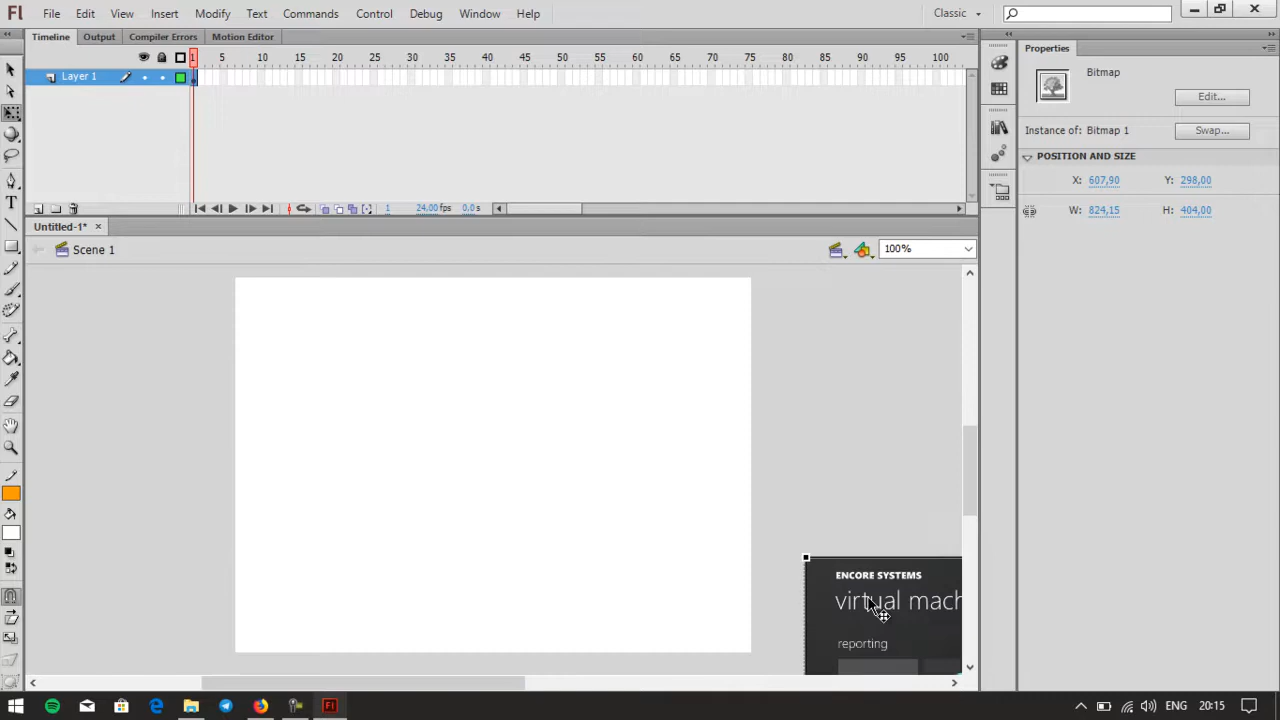 Fl File Edit View Insert Modify Text Commands Control Debug Window Help Classic
Timeline Output Compiler Errors Motion Editor
Properties
1 5 10 15 20 25 30 35 40 45 50 55 60 65 70 75 80 85 90 95 100
Layer 1
Bitmap
Edit...
Instance of: Bitmap 1 Swap...
POSITION AND SIZE
X: 607,90 Y: 298,00
W: 824,15 H: 404,00
1 24.00 fps 0.0 s
Untitled-1* ×
Scene 1 100%
ENCORE SYSTEMS
virtual mach
reporting
ENG 20:15